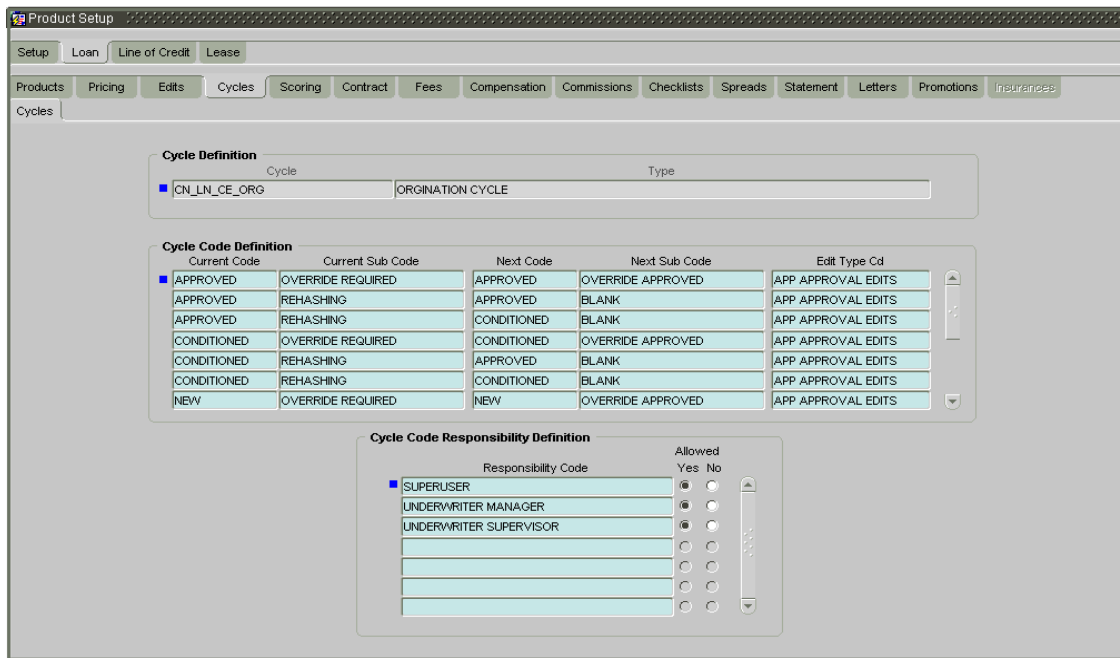 Product Setup
Setup Loan Line of Credit Lease
Products Pricing Edits Cycles Scoring Contract Fees Compensation Commissions Checklists Spreads Statement Letters Promotions Insurances
Cycles
Cycle Definition
Cycle Type
CN_LN_CE_ORG ORGINATION CYCLE
Cycle Code Definition
Current Code Current Sub Code Next Code Next Sub Code Edit Type Cd
APPROVED OVERRIDE REQUIRED APPROVED OVERRIDE APPROVED APP APPROVAL EDITS
APPROVED REHASHING APPROVED BLANK APP APPROVAL EDITS
APPROVED REHASHING CONDITIONED BLANK APP APPROVAL EDITS
CONDITIONED OVERRIDE REQUIRED CONDITIONED OVERRIDE APPROVED APP APPROVAL EDITS
CONDITIONED REHASHING APPROVED BLANK APP APPROVAL EDITS
CONDITIONED REHASHING CONDITIONED BLANK APP APPROVAL EDITS
NEW OVERRIDE REQUIRED NEW OVERRIDE APPROVED APP APPROVAL EDITS
Cycle Code Responsibility Definition
Allowed
Responsibility Code Yes No
SUPERUSER
UNDERWRITER MANAGER
UNDERWRITER SUPERVISOR